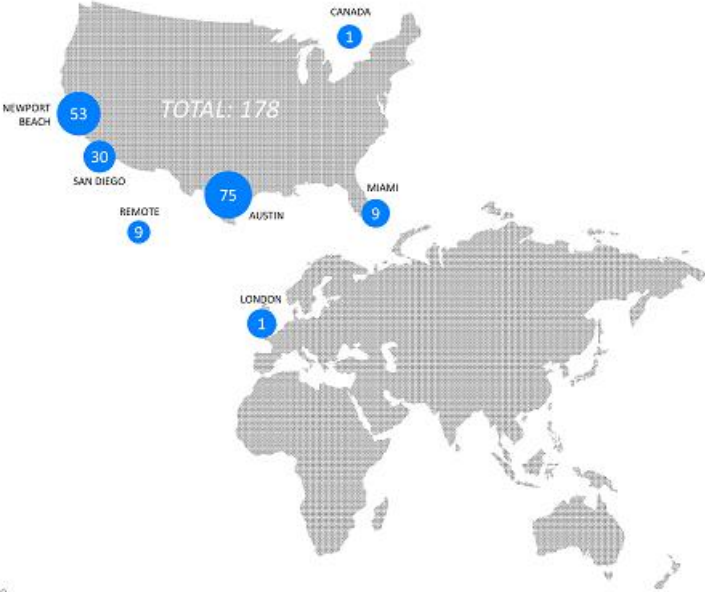 CANADA
1
TOTAL: 178
NEWPORT
BEACH
53
30
SAN DIEGO
75
AUSTIN
MIAMI
9
REMOTE
9
LONDON
1